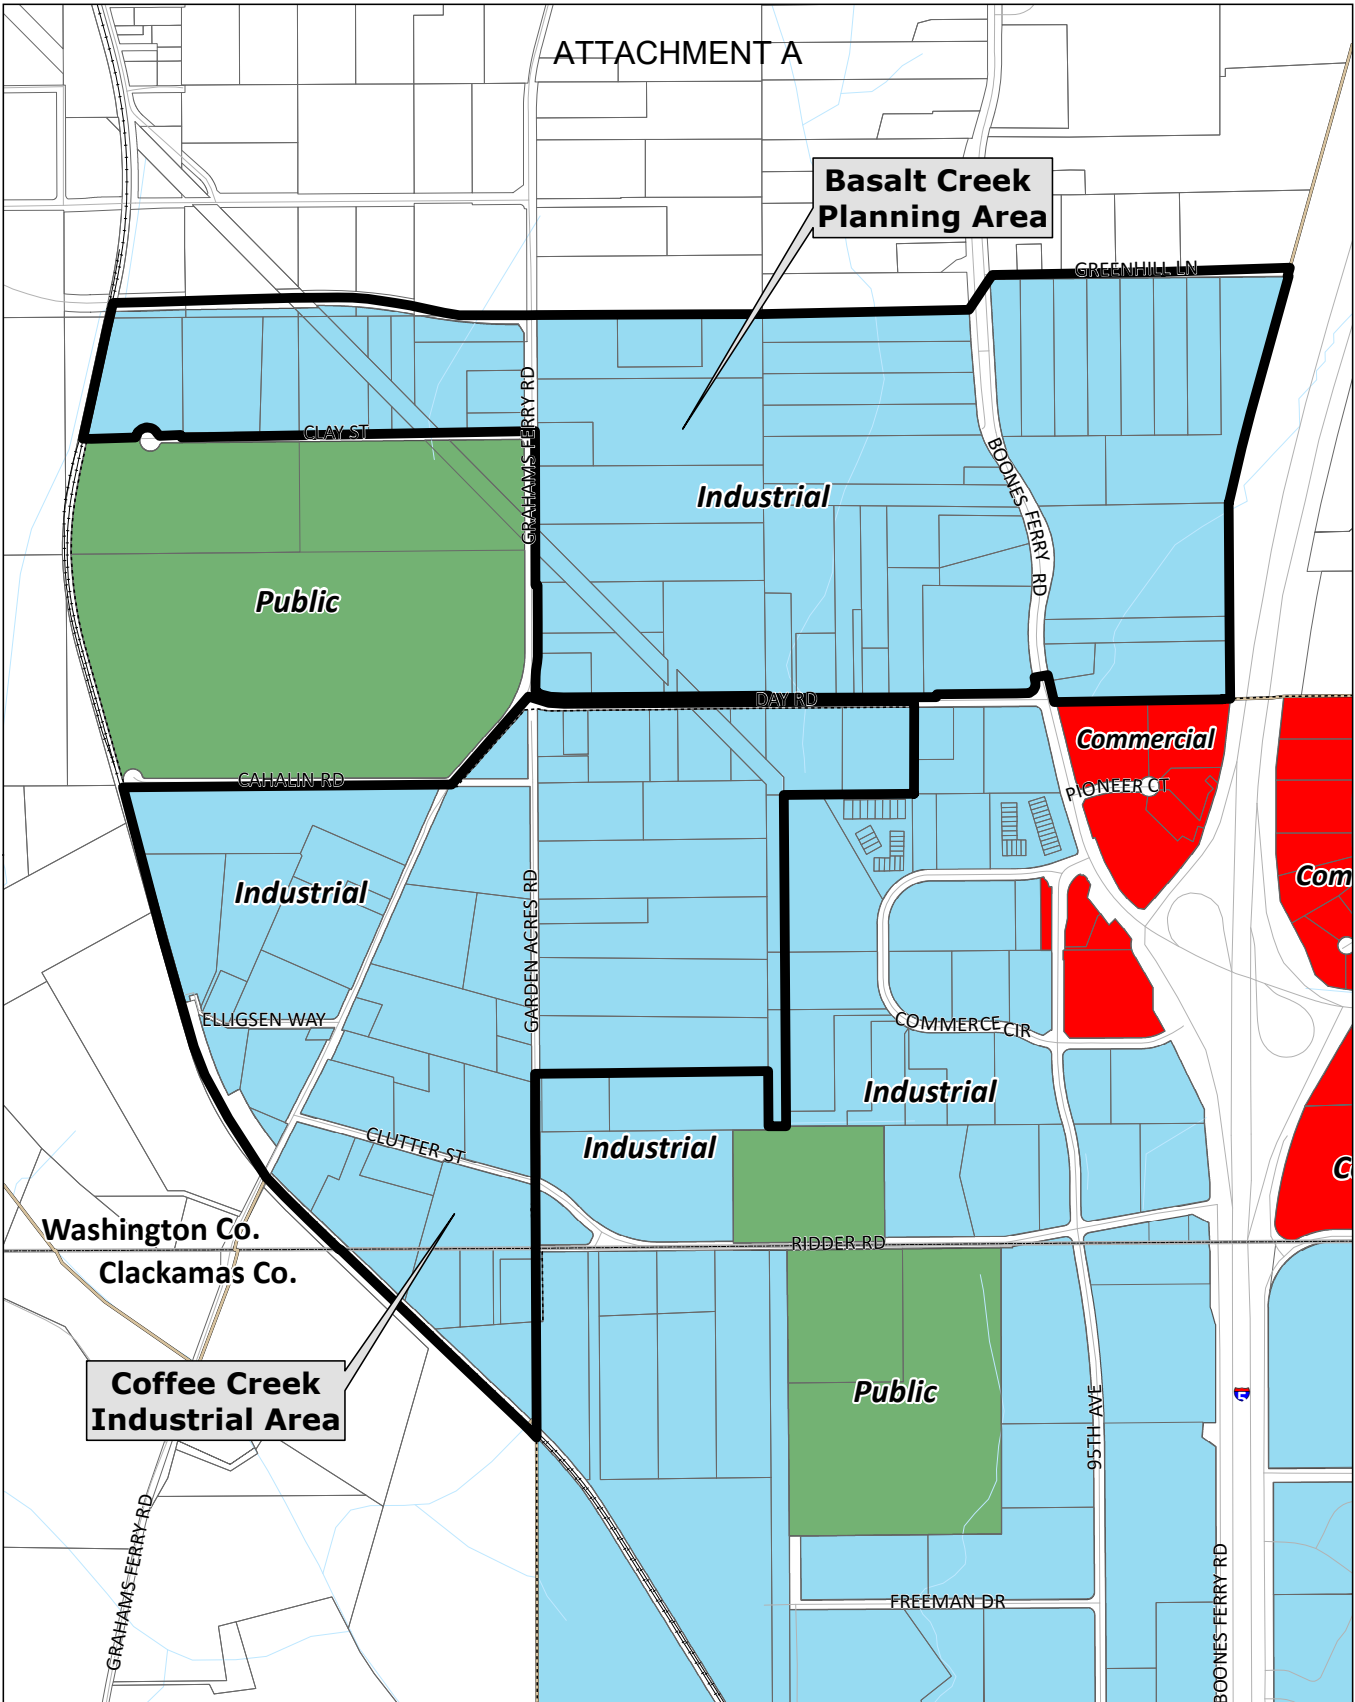 ATTACHMENT A
Basalt Creek
Planning Area
GREENHILL LN
GRAHAMS FERRY RD
CLAY ST
BOONES FERRY RD
Industrial
Public
DAY RD
Commercial
CAHALIN RD
PIONEER CT
Com
Industrial
GARDEN ACRES RD
ELLIGSEN WAY
COMMERCE CIR
Industrial
CLUTTER ST
Industrial
C
Washington Co.
RIDDER RD
Clackamas Co.
Coffee Creek
Industrial Area
Public
5
95TH AVE
GRAHAMS FERRY RD
FREEMAN DR
BOONES FERRY RD